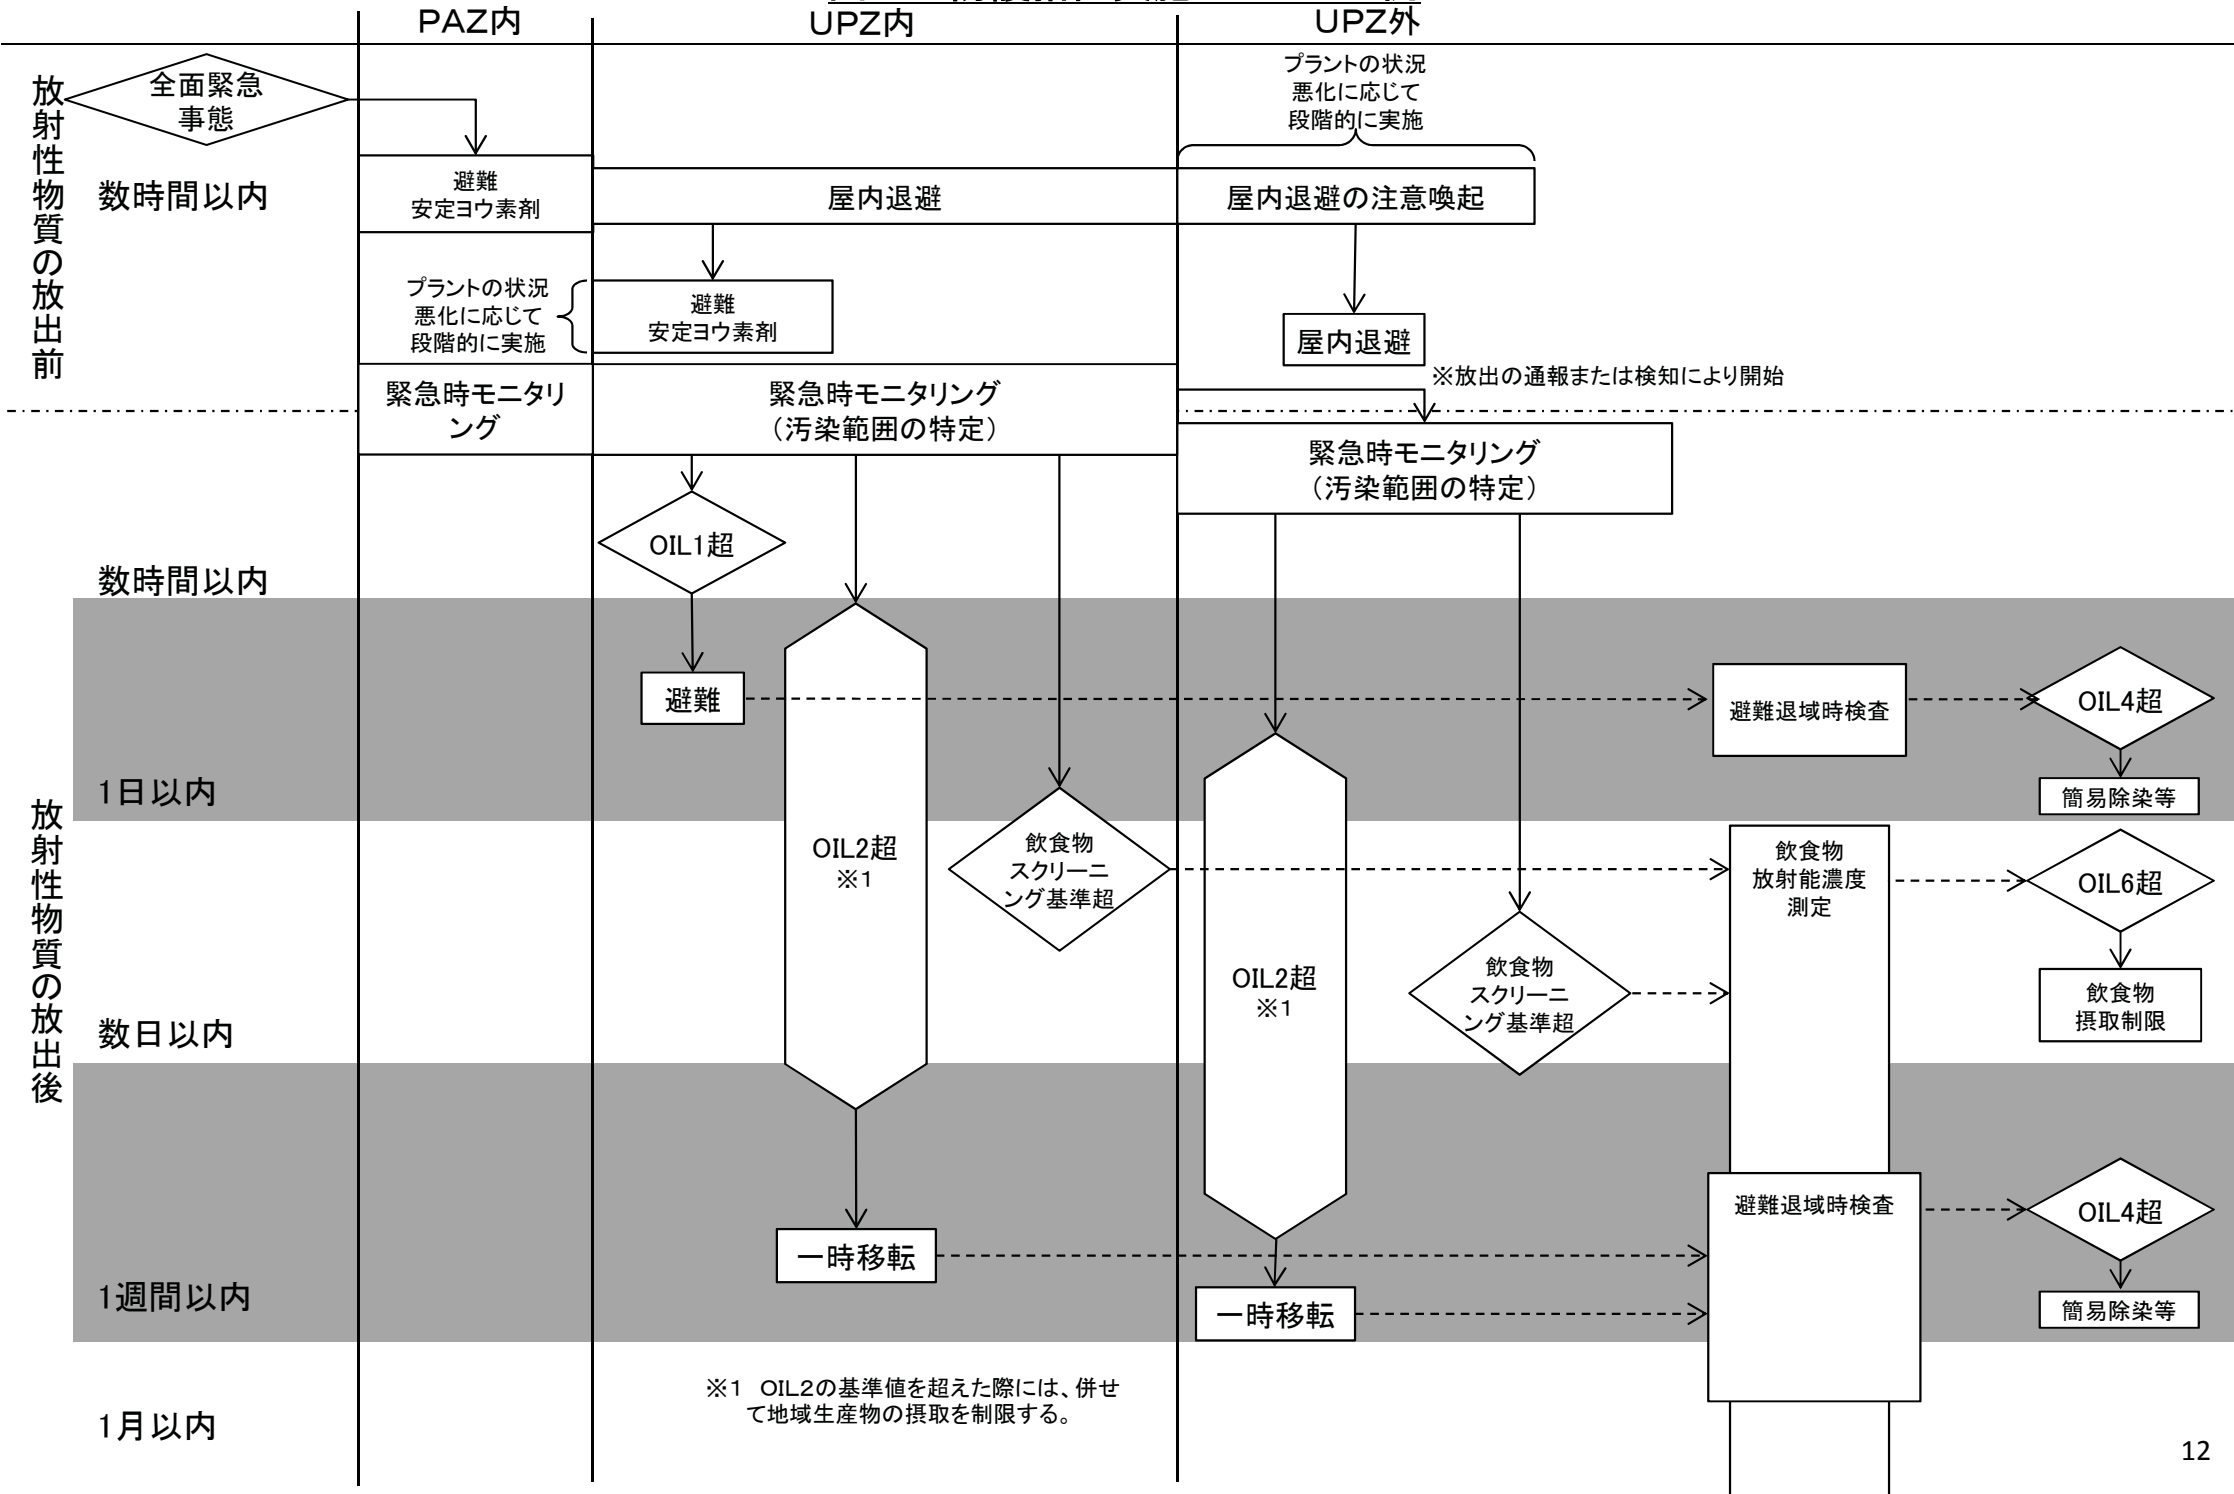 PAZ内
UPZ内
UPZ外
放射性物質の放出前
全面緊急
事態
プラントの状況
悪化に応じて
段階的に実施
数時間以内
避難
安定ヨウ素剤
屋内退避
屋内退避の注意喚起
プラントの状況
悪化に応じて
段階的に実施
避難
安定ヨウ素剤
屋内退避
※放出の通報または検知により開始
緊急時モニタリ
ング
緊急時モニタリング
（汚染範囲の特定）
緊急時モニタリング
（汚染範囲の特定）
放射性物質の放出後
数時間以内
OIL1超
避難
避難退域時検査
OIL4超
簡易除染等
1日以内
OIL2超
※1
飲食物
スクリーニ
ング基準超
飲食物
放射能濃度
測定
OIL6超
OIL2超
※1
飲食物
スクリーニ
ング基準超
飲食物
摂取制限
数日以内
避難退域時検査
OIL4超
一時移転
一時移転
簡易除染等
1週間以内
※1　OIL2の基準値を超えた際には、併せ
て地域生産物の摂取を制限する。
1月以内
12